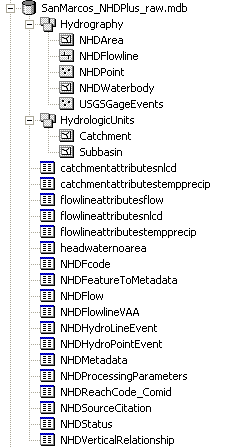 SanMarcos_NHDPlus_raw.mdb
Hydrography
NHDArea
NHDFlowline
NHDPoint
NHDWaterbody
USGSGageEvents
HydrologicUnits
Catchment
Subbasin
catchmentattributesnlcd
catchmentattributestempprecip
flowlineattributesflow
flowlineattributesnlcd
flowlineattributestempprecip
headwaternoarea
NHDFcode
NHDFeatureToMetadata
NHDFlow
NHDFlowlineVAA
NHDHydroLineEvent
NHDHydroPointEvent
NHDMetadata
NHDProcessingParameters
NHDReachCode_Comid
NHDSourceCitation
NHDStatus
NHDVerticalRelationship